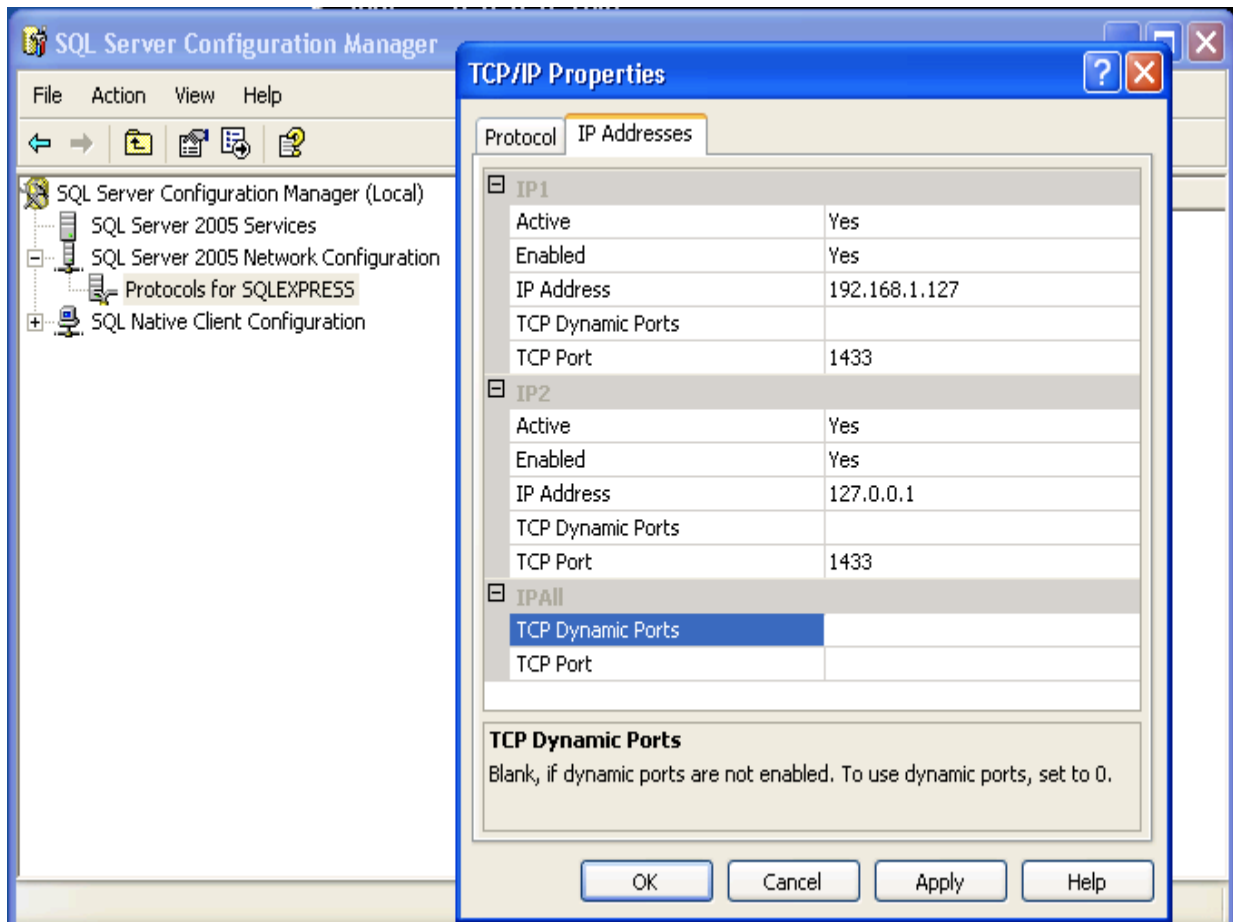 SQL Server Configuration Manager
TCP/IP Properties
File Action View Help
Protocol IP Addresses
SQL Server Configuration Manager (Local)
SQL Server 2005 Services
SQL Server 2005 Network Configuration
Protocols for SQLEXPRESS
SQL Native Client Configuration
IP1
Active Yes
Enabled Yes
IP Address 192.168.1.127
TCP Dynamic Ports
TCP Port 1433
IP2
Active Yes
Enabled Yes
IP Address 127.0.0.1
TCP Dynamic Ports
TCP Port 1433
IPAll
TCP Dynamic Ports
TCP Port
TCP Dynamic Ports
Blank, if dynamic ports are not enabled. To use dynamic ports, set to 0.
OK Cancel Apply Help